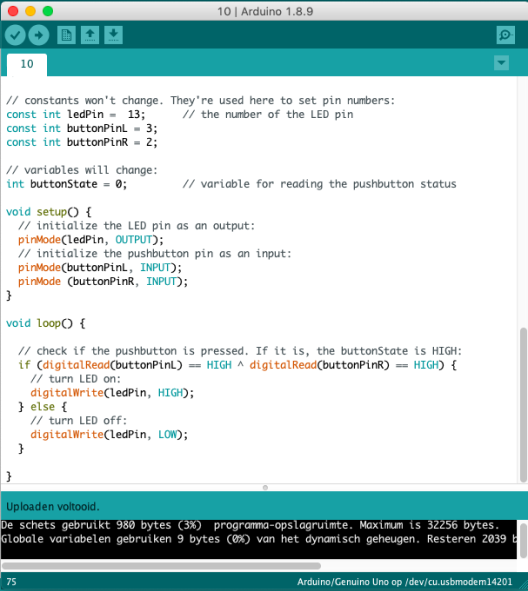 10 | Arduino 1.8.9
10
// constants won't change. They're used here to set pin numbers:
const int ledPin =  13;      // the number of the LED pin
const int buttonPinL = 3;
const int buttonPinR = 2;
// variables will change:
int buttonState = 0;         // variable for reading the pushbutton status
void setup() {
  // initialize the LED pin as an output:
  pinMode(ledPin, OUTPUT);
  // initialize the pushbutton pin as an input:
  pinMode(buttonPinL, INPUT);
  pinMode (buttonPinR, INPUT);
}
void loop() {
  // check if the pushbutton is pressed. If it is, the buttonState is HIGH:
  if (digitalRead(buttonPinL) == HIGH ^ digitalRead(buttonPinR) == HIGH) {
    // turn LED on:
    digitalWrite(ledPin, HIGH);
  } else {
    // turn LED off:
    digitalWrite(ledPin, LOW);
  }
}
Uploaden voltooid.
De schets gebruikt 980 bytes (3%)  programma-opslagruimte. Maximum is 32256 bytes.
Globale variabelen gebruiken 9 bytes (0%) van het dynamisch geheugen. Resteren 2039 b
75 Arduino/Genuino Uno op /dev/cu.usbmodem14201